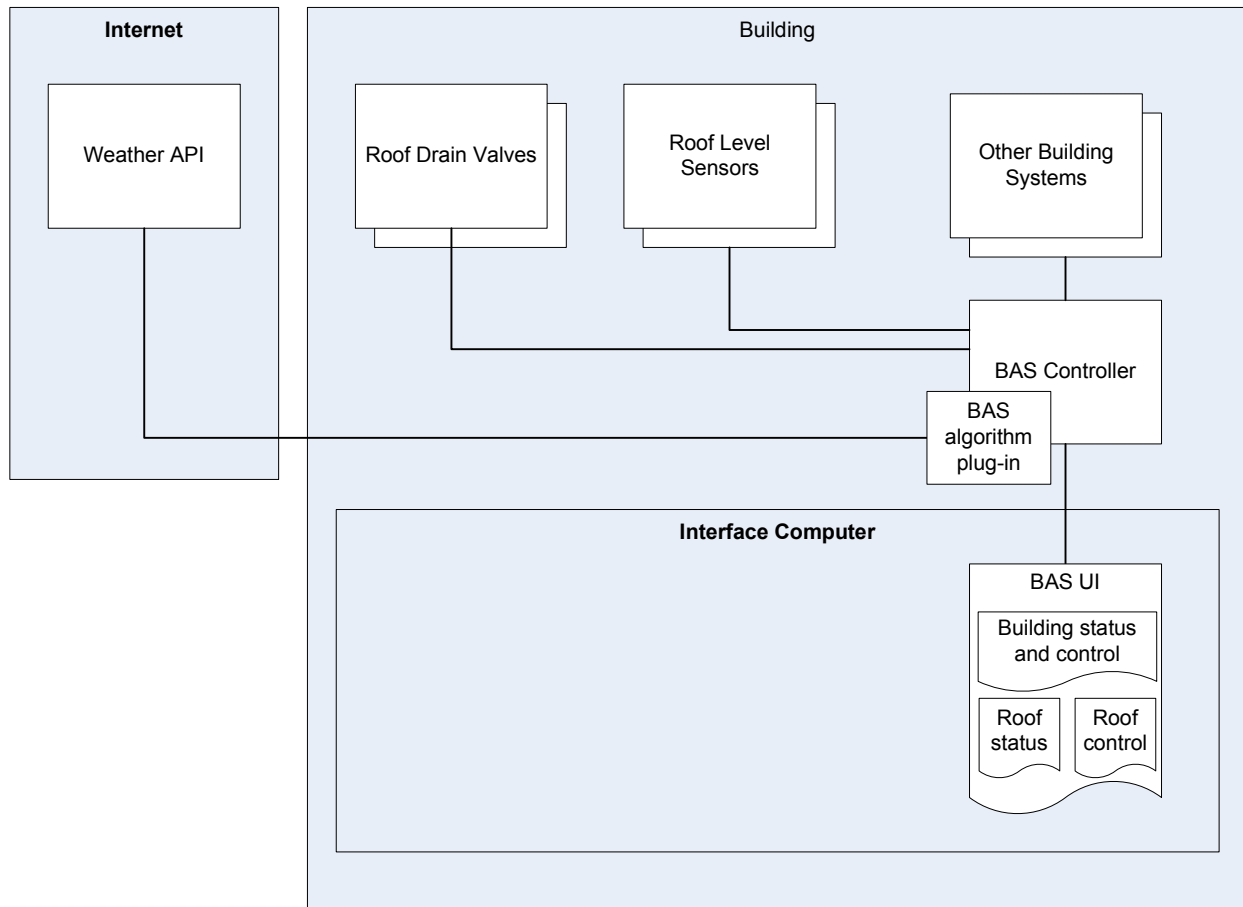 Internet
Building
Weather API
Roof Drain Valves
Roof Level
Sensors
Other Building
Systems
BAS Controller
BAS
algorithm
plug-in
Interface Computer
BAS UI
Building status
and control
Roof
status
Roof
control